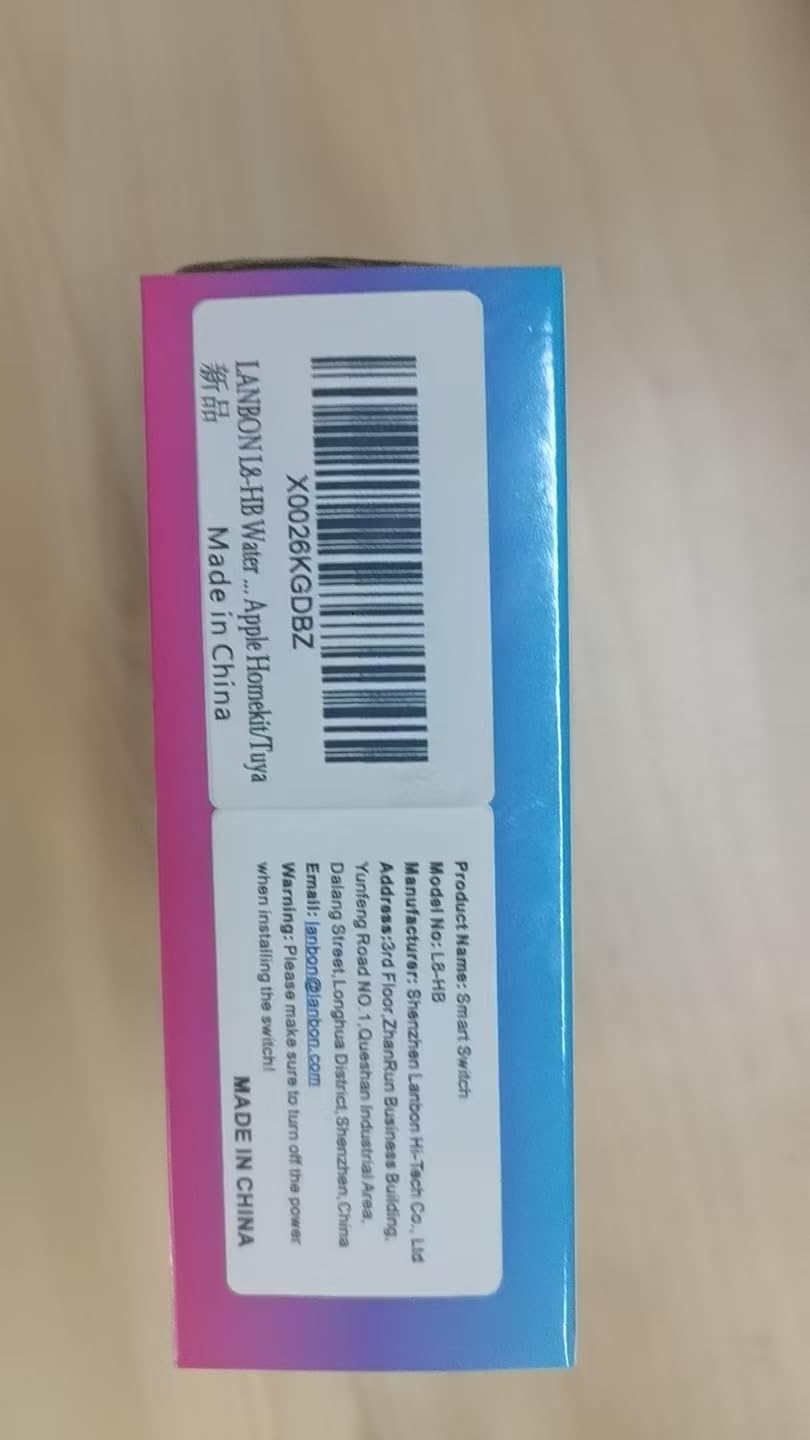 X0026KGDBZ
LANBON L8-HB Water ... Apple Homekit/Tuya
新品
Made in China
Product Name: Smart Switch
Model No: L8-HB
Manufacturer: Shenzhen Lanbon Hi-Tech Co., Ltd
Address:3rd Floor,ZhanRun Business Building,
Yunfeng Road NO.1,Queshan Industrial Area,
Dalang Street,Longhua District,Shenzhen,China
Email: lanbon@lanbon.com
Warning: Please make sure to turn off the power
when installing the switch!
MADE IN CHINA